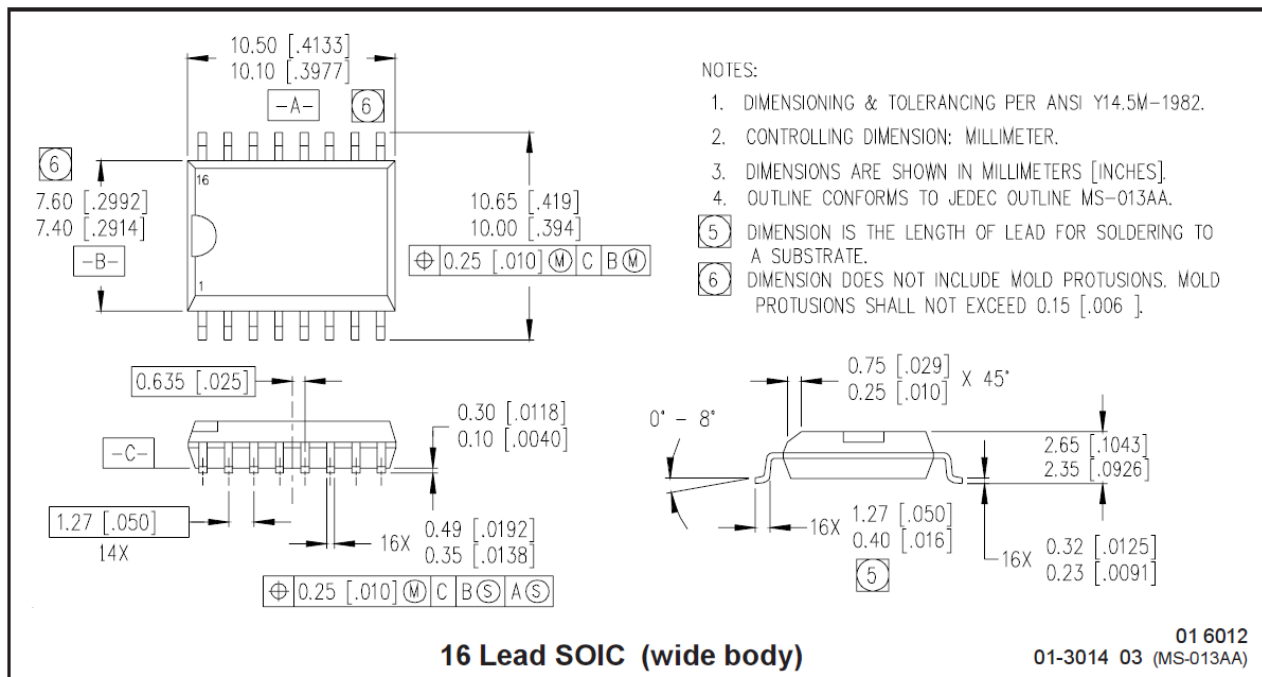 10.50 [.4133]
10.10 [.3977]
-A- 6
6
7.60 [.2992]
7.40 [.2914]
-B-
16
1
10.65 [.419]
10.00 [.394]
⌖ 0.25 [.010] Ⓜ C B Ⓜ
NOTES:
1. DIMENSIONING & TOLERANCING PER ANSI Y14.5M-1982.
2. CONTROLLING DIMENSION: MILLIMETER.
3. DIMENSIONS ARE SHOWN IN MILLIMETERS [INCHES].
4. OUTLINE CONFORMS TO JEDEC OUTLINE MS-013AA.
5 DIMENSION IS THE LENGTH OF LEAD FOR SOLDERING TO
A SUBSTRATE.
6 DIMENSION DOES NOT INCLUDE MOLD PROTUSIONS. MOLD
PROTUSIONS SHALL NOT EXCEED 0.15 [.006 ].
0.635 [.025]
-C-
0.30 [.0118]
0.10 [.0040]
1.27 [.050]
14X
16X 0.49 [.0192]
0.35 [.0138]
⌖ 0.25 [.010] Ⓜ C B Ⓢ A Ⓢ
0.75 [.029]
0.25 [.010] X 45°
0° - 8°
2.65 [.1043]
2.35 [.0926]
16X 1.27 [.050]
0.40 [.016]
5
16X 0.32 [.0125]
0.23 [.0091]
16 Lead SOIC (wide body)
01 6012
01-3014 03 (MS-013AA)